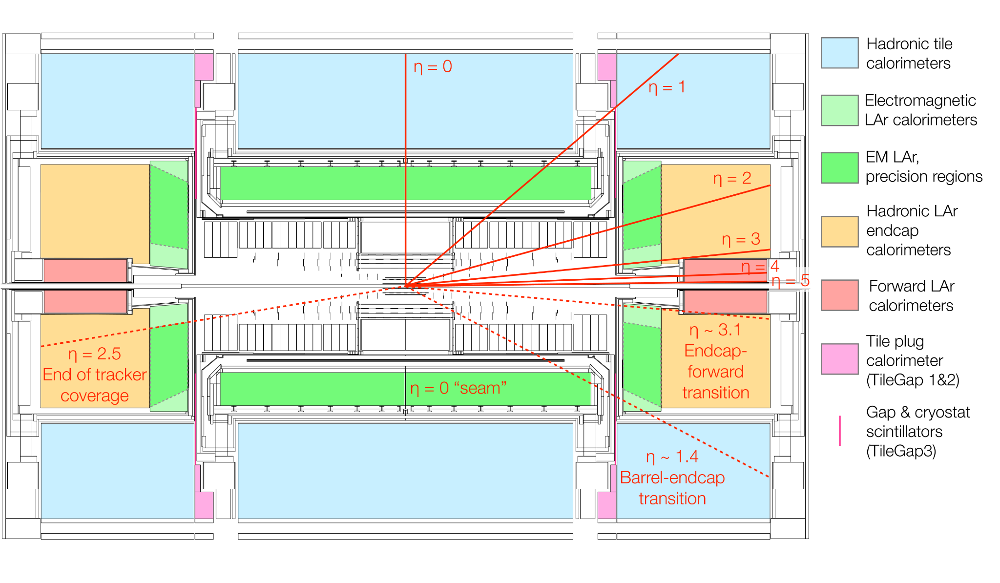 η = 0
η = 1
η = 2
η = 3
η = 4
η = 5
η = 2.5
End of tracker
coverage
η = 0 “seam”
η ~ 3.1
Endcap-
forward
transition
η ~ 1.4
Barrel-endcap
transition
Hadronic tile
calorimeters
Electromagnetic
LAr calorimeters
EM LAr,
precision regions
Hadronic LAr
endcap
calorimeters
Forward LAr
calorimeters
Tile plug
calorimeter
(TileGap 1&2)
Gap & cryostat
scintillators
(TileGap3)